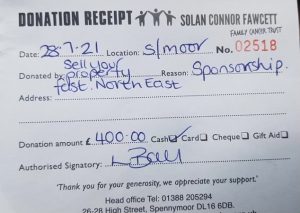 DONATION RECEIPT SOLAN CONNOR FAWCETT
FAMILY CANCER TRUST
Date: 28-7-21 Location: S/moor No. 02518
Donated by: Sell your property fast. North East Reason: Sponsorship.
Address:
Donation amount £ 400.00 Cash Card Cheque Gift Aid
Authorised Signatory:
'Thank you for your generosity, we appreciate your support.'
Head office Tel: 01388 205294
26-28 High Street, Spennymoor DL16 6DB.